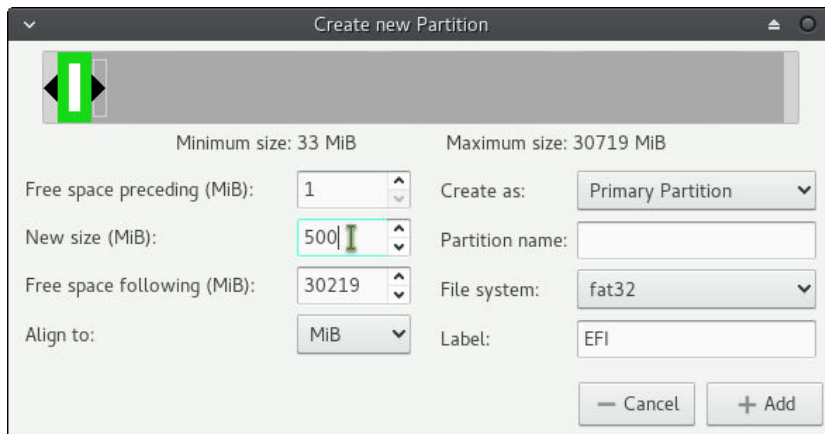 Create new Partition
Minimum size: 33 MiB Maximum size: 30719 MiB
Free space preceding (MiB): 1 Create as: Primary Partition
New size (MiB): 500 Partition name:
Free space following (MiB): 30219 File system: fat32
Align to: MiB Label: EFI
Cancel Add